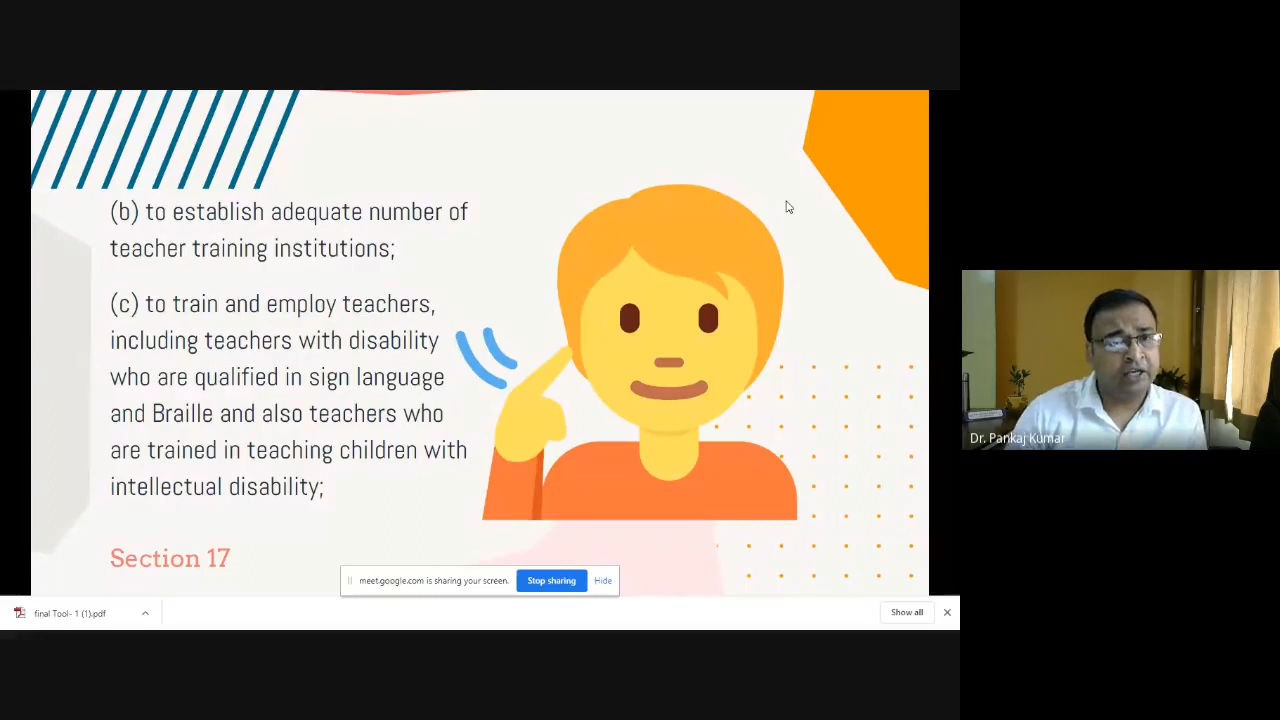 (b) to establish adequate number of
teacher training institutions;
(c) to train and employ teachers,
including teachers with disability
who are qualified in sign language
and Braille and also teachers who
are trained in teaching children with
intellectual disability;
Section 17
meet.google.com is sharing your screen.
Stop sharing
Hide
final Tool- 1 (1).pdf
Show all
Dr. Pankaj Kumar